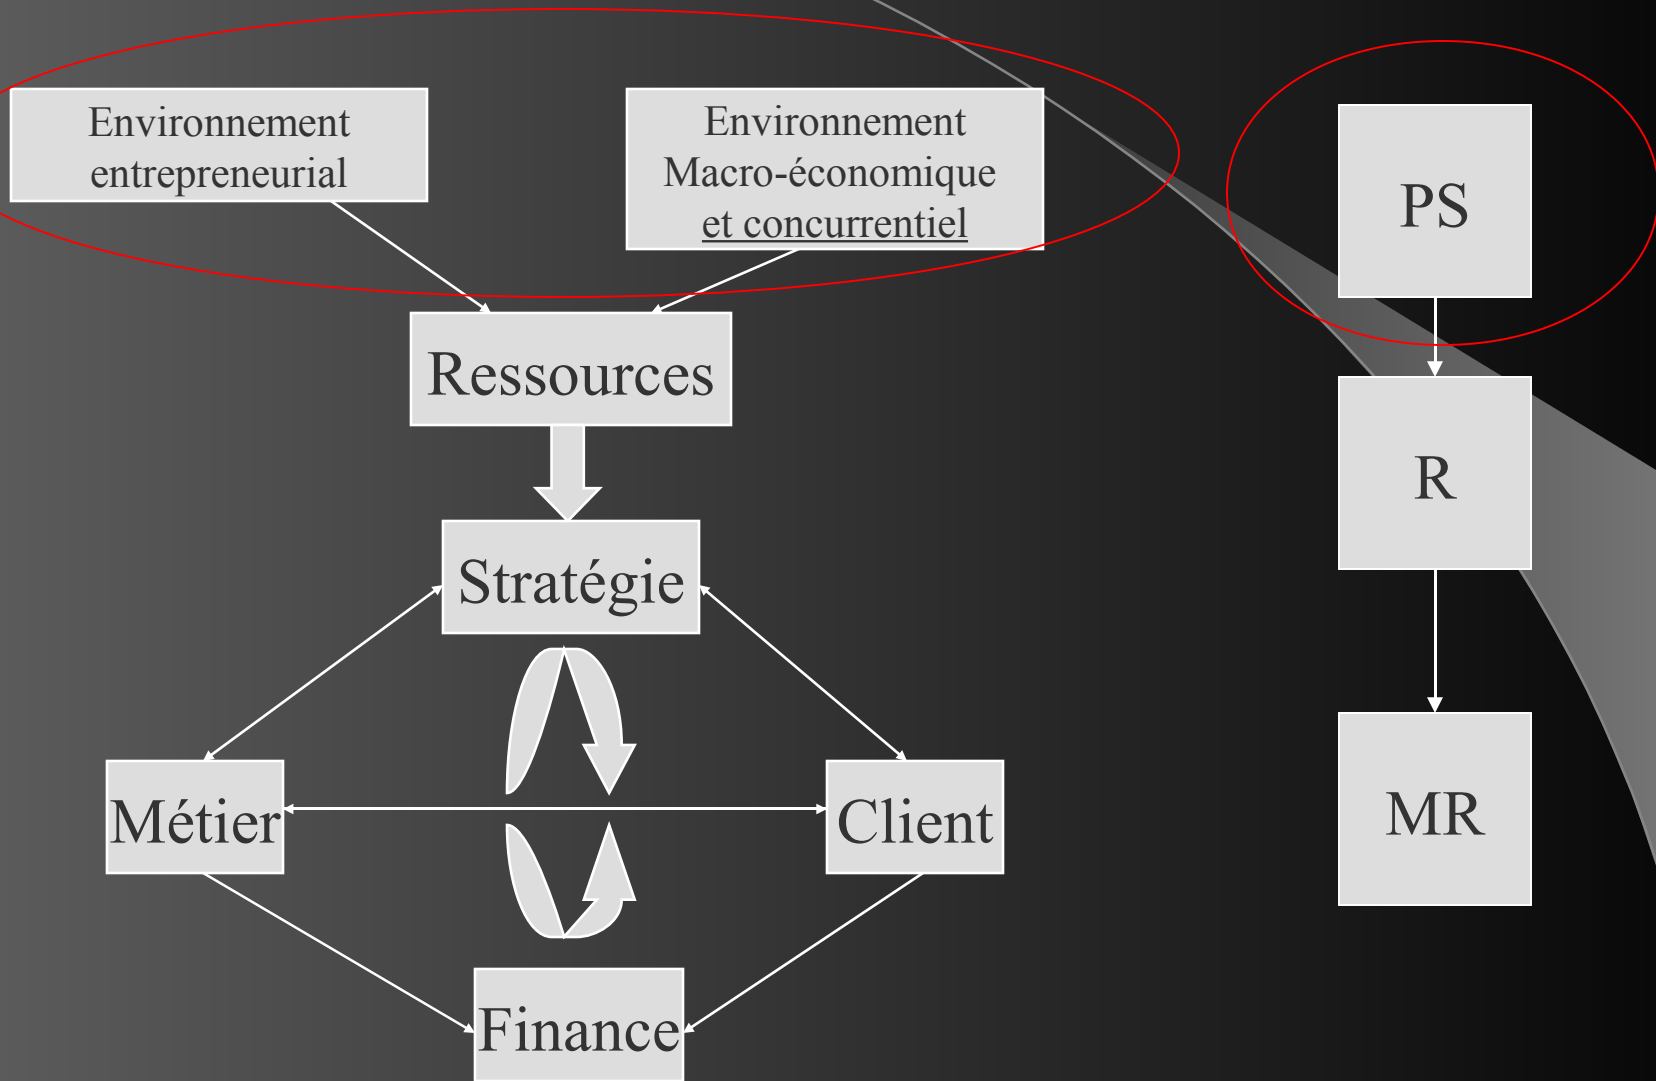 Environnement
entrepreneurial
Environnement
Macro-économique
et concurrentiel
PS
Ressources
R
Stratégie
Métier
Client
MR
Finance